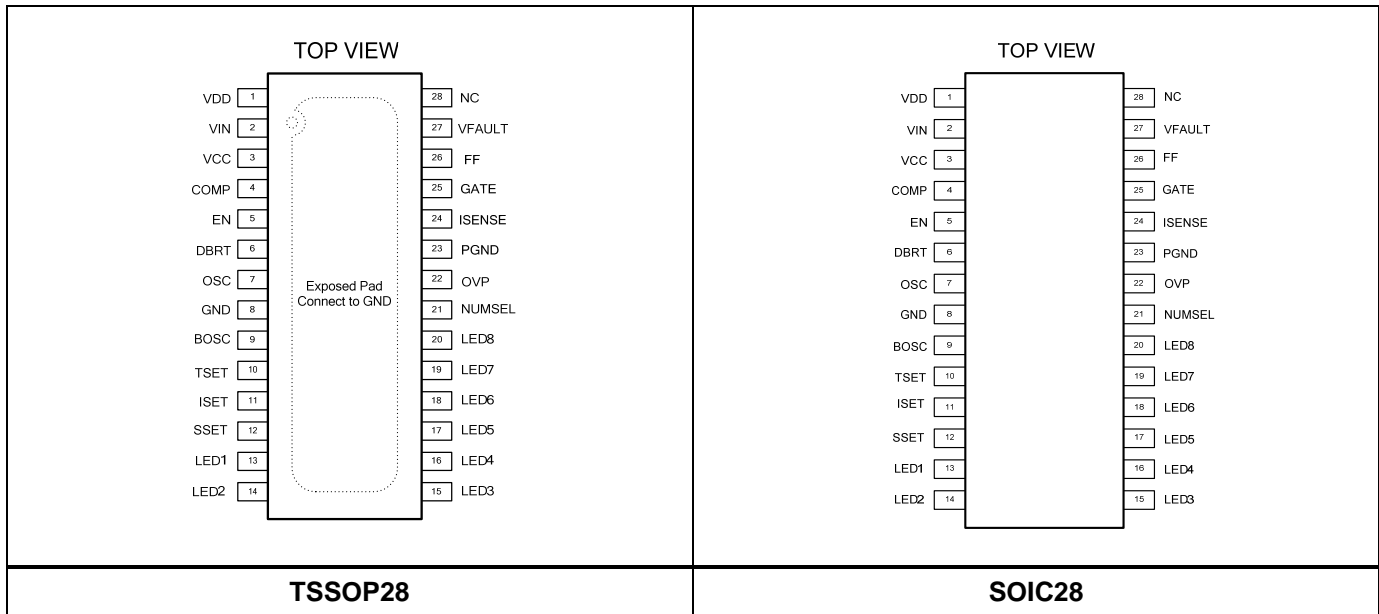 TOP VIEW
VDD 1 28 NC
VIN 2 27 VFAULT
VCC 3 26 FF
COMP 4 25 GATE
EN 5 24 ISENSE
DBRT 6 23 PGND
OSC 7 22 OVP
GND 8 21 NUMSEL
BOSC 9 20 LED8
TSET 10 19 LED7
ISET 11 18 LED6
SSET 12 17 LED5
LED1 13 16 LED4
LED2 14 15 LED3
Exposed Pad
Connect to GND
TSSOP28
TOP VIEW
VDD 1 28 NC
VIN 2 27 VFAULT
VCC 3 26 FF
COMP 4 25 GATE
EN 5 24 ISENSE
DBRT 6 23 PGND
OSC 7 22 OVP
GND 8 21 NUMSEL
BOSC 9 20 LED8
TSET 10 19 LED7
ISET 11 18 LED6
SSET 12 17 LED5
LED1 13 16 LED4
LED2 14 15 LED3
SOIC28